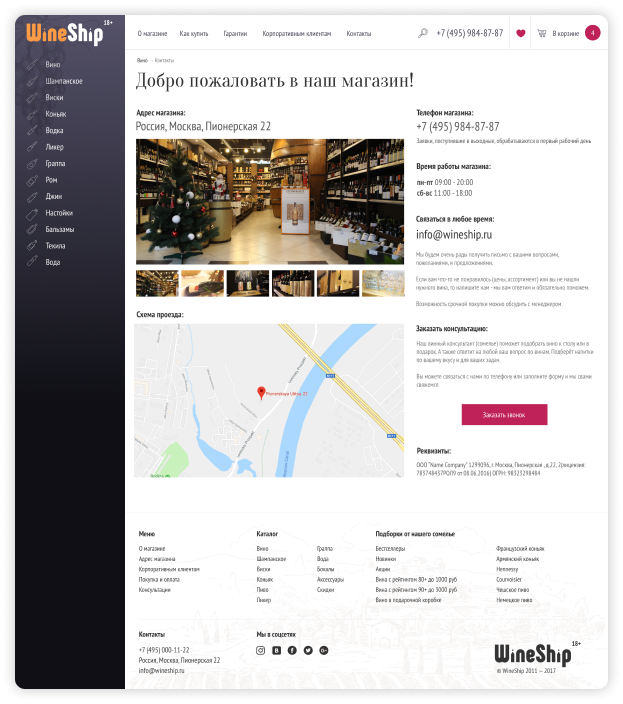 WineShip 18+
О магазине Как купить Гарантии Корпоративным клиентам Контакты
+7 (495) 984-87-87
В корзине 4
Вино
Шампанское
Виски
Коньяк
Водка
Ликер
Граппа
Ром
Джин
Настойки
Бальзамы
Текила
Вода
Вино → Контакты
Добро пожаловать в наш магазин!
Адрес магазина:
Россия, Москва, Пионерская 22
Схема проезда:
Pionerskaya Ulitsa, 22
Телефон магазина:
+7 (495) 984-87-87
Заявки, поступившие в выходные, обрабатываются в первый рабочий день
Время работы магазина:
пн-пт 09:00 - 20:00
сб-вс 11:00 - 18:00
Связаться в любое время:
info@wineship.ru
Мы будем очень рады получить письмо с вашими вопросами,
пожеланиями, и предложениями.
Если вам что-то не понравилось (цены, ассортимент) или вы не нашли
нужного вина, то напишите нам - мы вам ответим и обязательно поможем.
Возможность срочной покупки можно обсудить с менеджером.
Заказать консультацию:
Наш винный консультант (сомелье) поможет подобрать вино к столу или в
подарок. А также ответит на любой ваш вопрос по винам. Подберёт напитки
по вашему вкусу и для ваших задач.
Вы можете связаться с нами по телефону или заполните форму и мы сами
свяжемся
Заказать звонок
Реквизиты:
ООО "Name Company" 1299096, г. Москва, Пионерская , д.22, 2(лицензия:
783748437РОЛУ от 08.06.2016) ОГРН: 98323298484
Меню
О магазине
Адрес магазина
Корпоративным клиентам
Покупка и оплата
Консультации
Каталог
Вино
Шампанское
Виски
Коньяк
Пиво
Ликер
Граппа
Вода
Бокалы
Аксессуары
Скидки
Подборки от нашего сомелье
Бестселлеры
Новинки
Акции
Вина с рейтингом 80+ до 1000 руб
Вина с рейтингом 90+ до 3000 руб
Вино в подарочной коробке
Французский коньяк
Армянский коньяк
Hennessy
Courvoisier
Чешское пиво
Немецкое пиво
Контакты
+7 (495) 000-11-22
Россия, Москва, Пионерская 22
info@wineship.ru
Мы в соцсетях
WineShip 18+
© WineShip 2011 — 2017